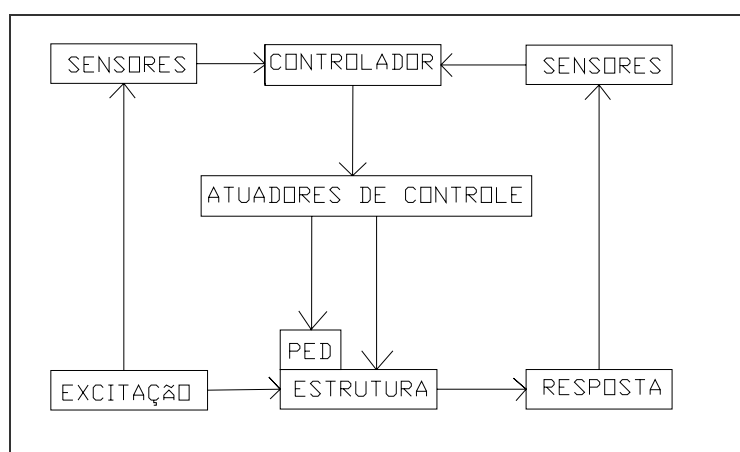 SENSORES
CONTROLADOR
SENSORES
ATUADORES DE CONTROLE
PED
EXCITAÇÃO
ESTRUTURA
RESPOSTA